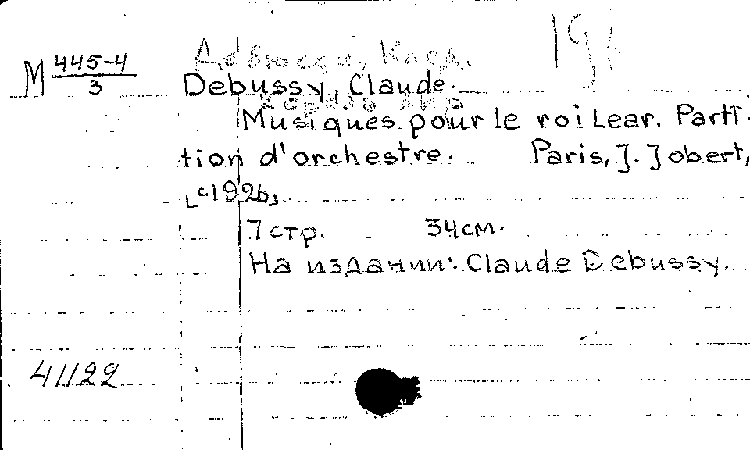 М 445-4
3
Debussy, Claude.
Musiques pour le roi Lear. Parti-
tion d'orchestre. Paris, J. Jobert,
c1926,
7 стр. 34 см.
На издании: Claude Debussy.
41122